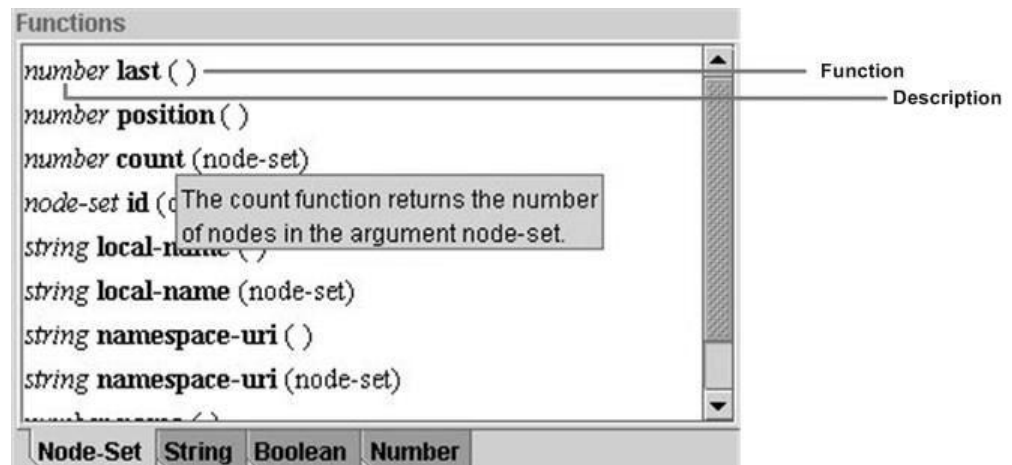 Functions
number last ( )
Function
Description
number position ( )
number count (node-set)
node-set id (
The count function returns the number
of nodes in the argument node-set.
string local-name ( )
string local-name (node-set)
string namespace-uri ( )
string namespace-uri (node-set)
Node-Set String Boolean Number